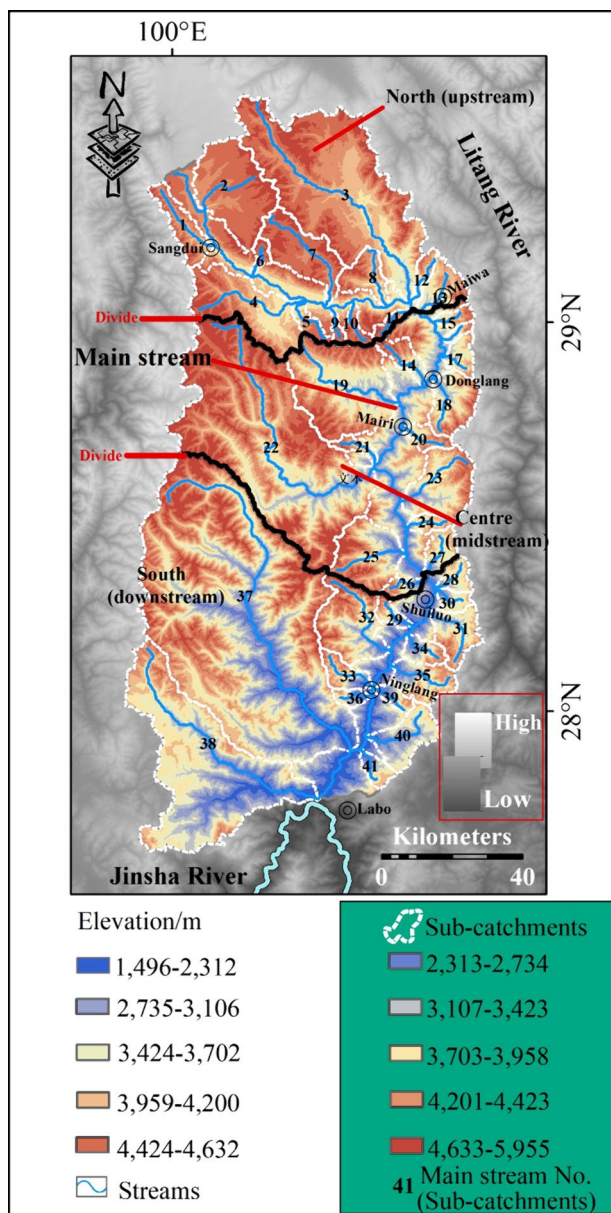 100°E
N
North (upstream)
Litang River
1
2
3
Sangdui
6
7
8
12
13
Maiwa
4
5
9
10
11
15
29°N
Divide
Main stream
14
17
19
Donglang
18
Mairi
20
22
21
Divide
文本
23
24
Centre
(midstream)
25
27
26
28
South
(downstream)
37
Shuiluo
30
32
29
31
34
33
35
Ninglang
36
39
28°N
38
40
41
High
Low
Labo
Kilometers
0
40
Jinsha River
Elevation/m
1,496-2,312
2,735-3,106
3,424-3,702
3,959-4,200
4,424-4,632
Streams
Sub-catchments
2,313-2,734
3,107-3,423
3,703-3,958
4,201-4,423
4,633-5,955
41 Main stream No.
(Sub-catchments)